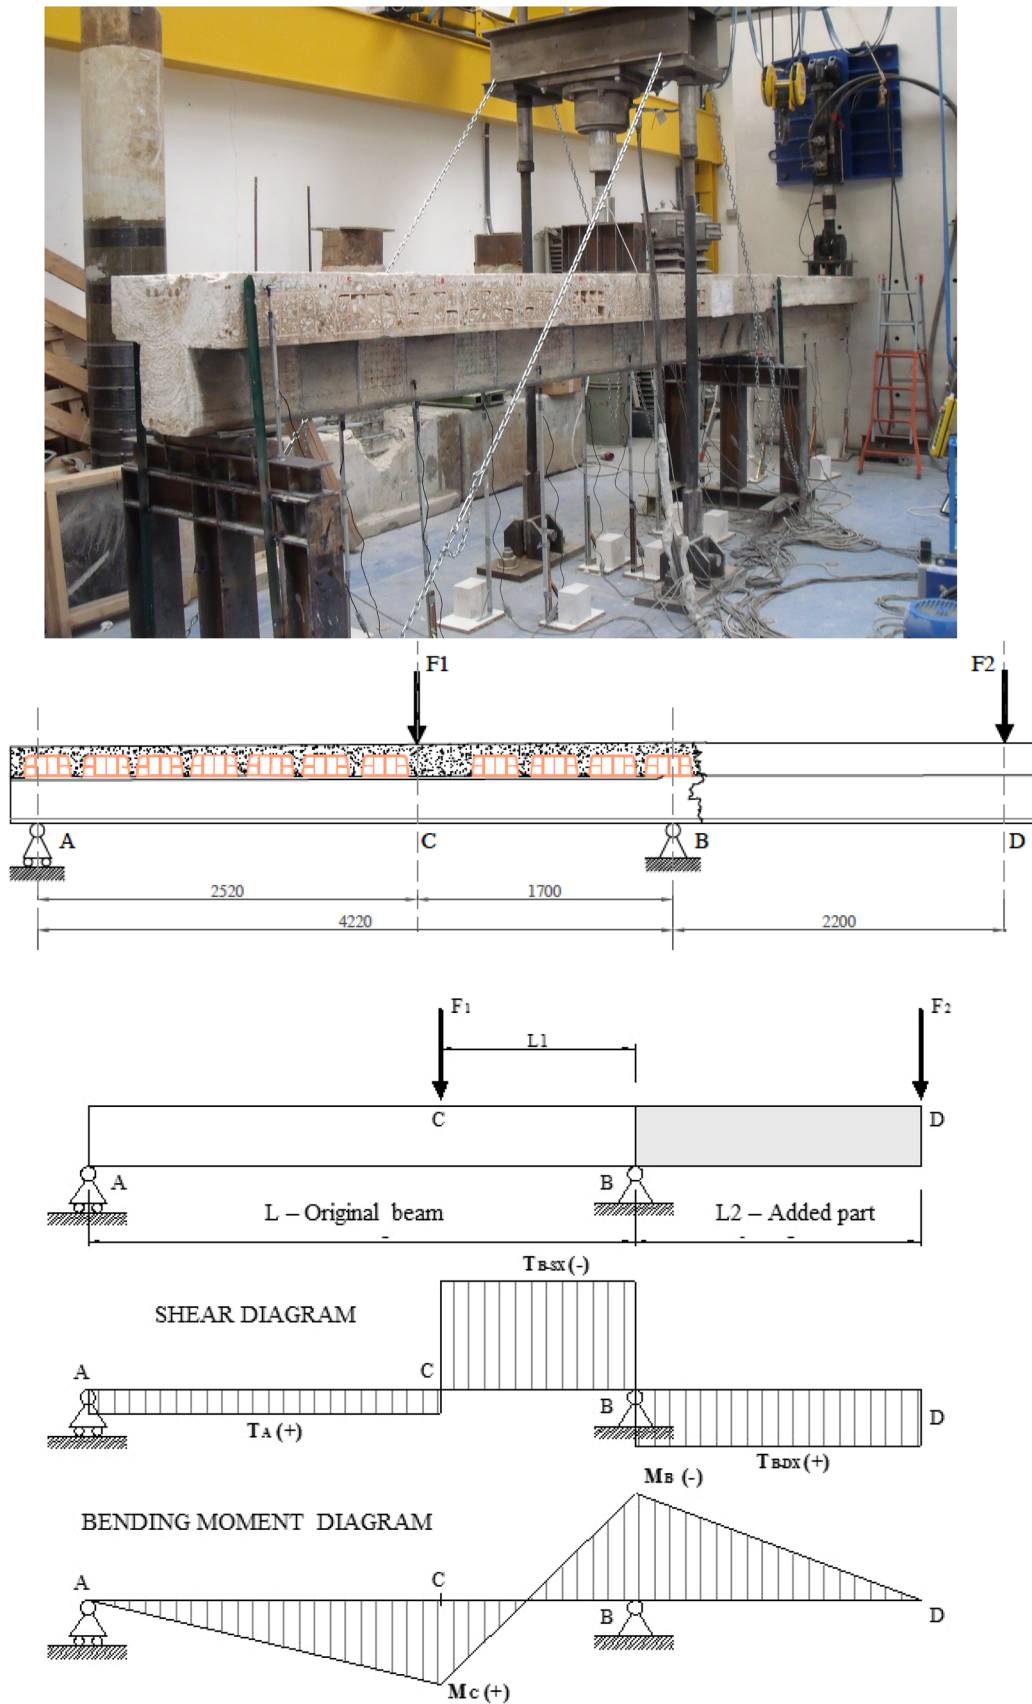 F1 F2
A C B D
2520 1700
4220 2200
F1 F2
L1
C D
A B
L – Original beam L2 – Added part
TB-SX (-)
SHEAR DIAGRAM
A C
B D
TA (+) TB-DX (+)
MB (-)
BENDING MOMENT DIAGRAM
A C
B D
MC (+)